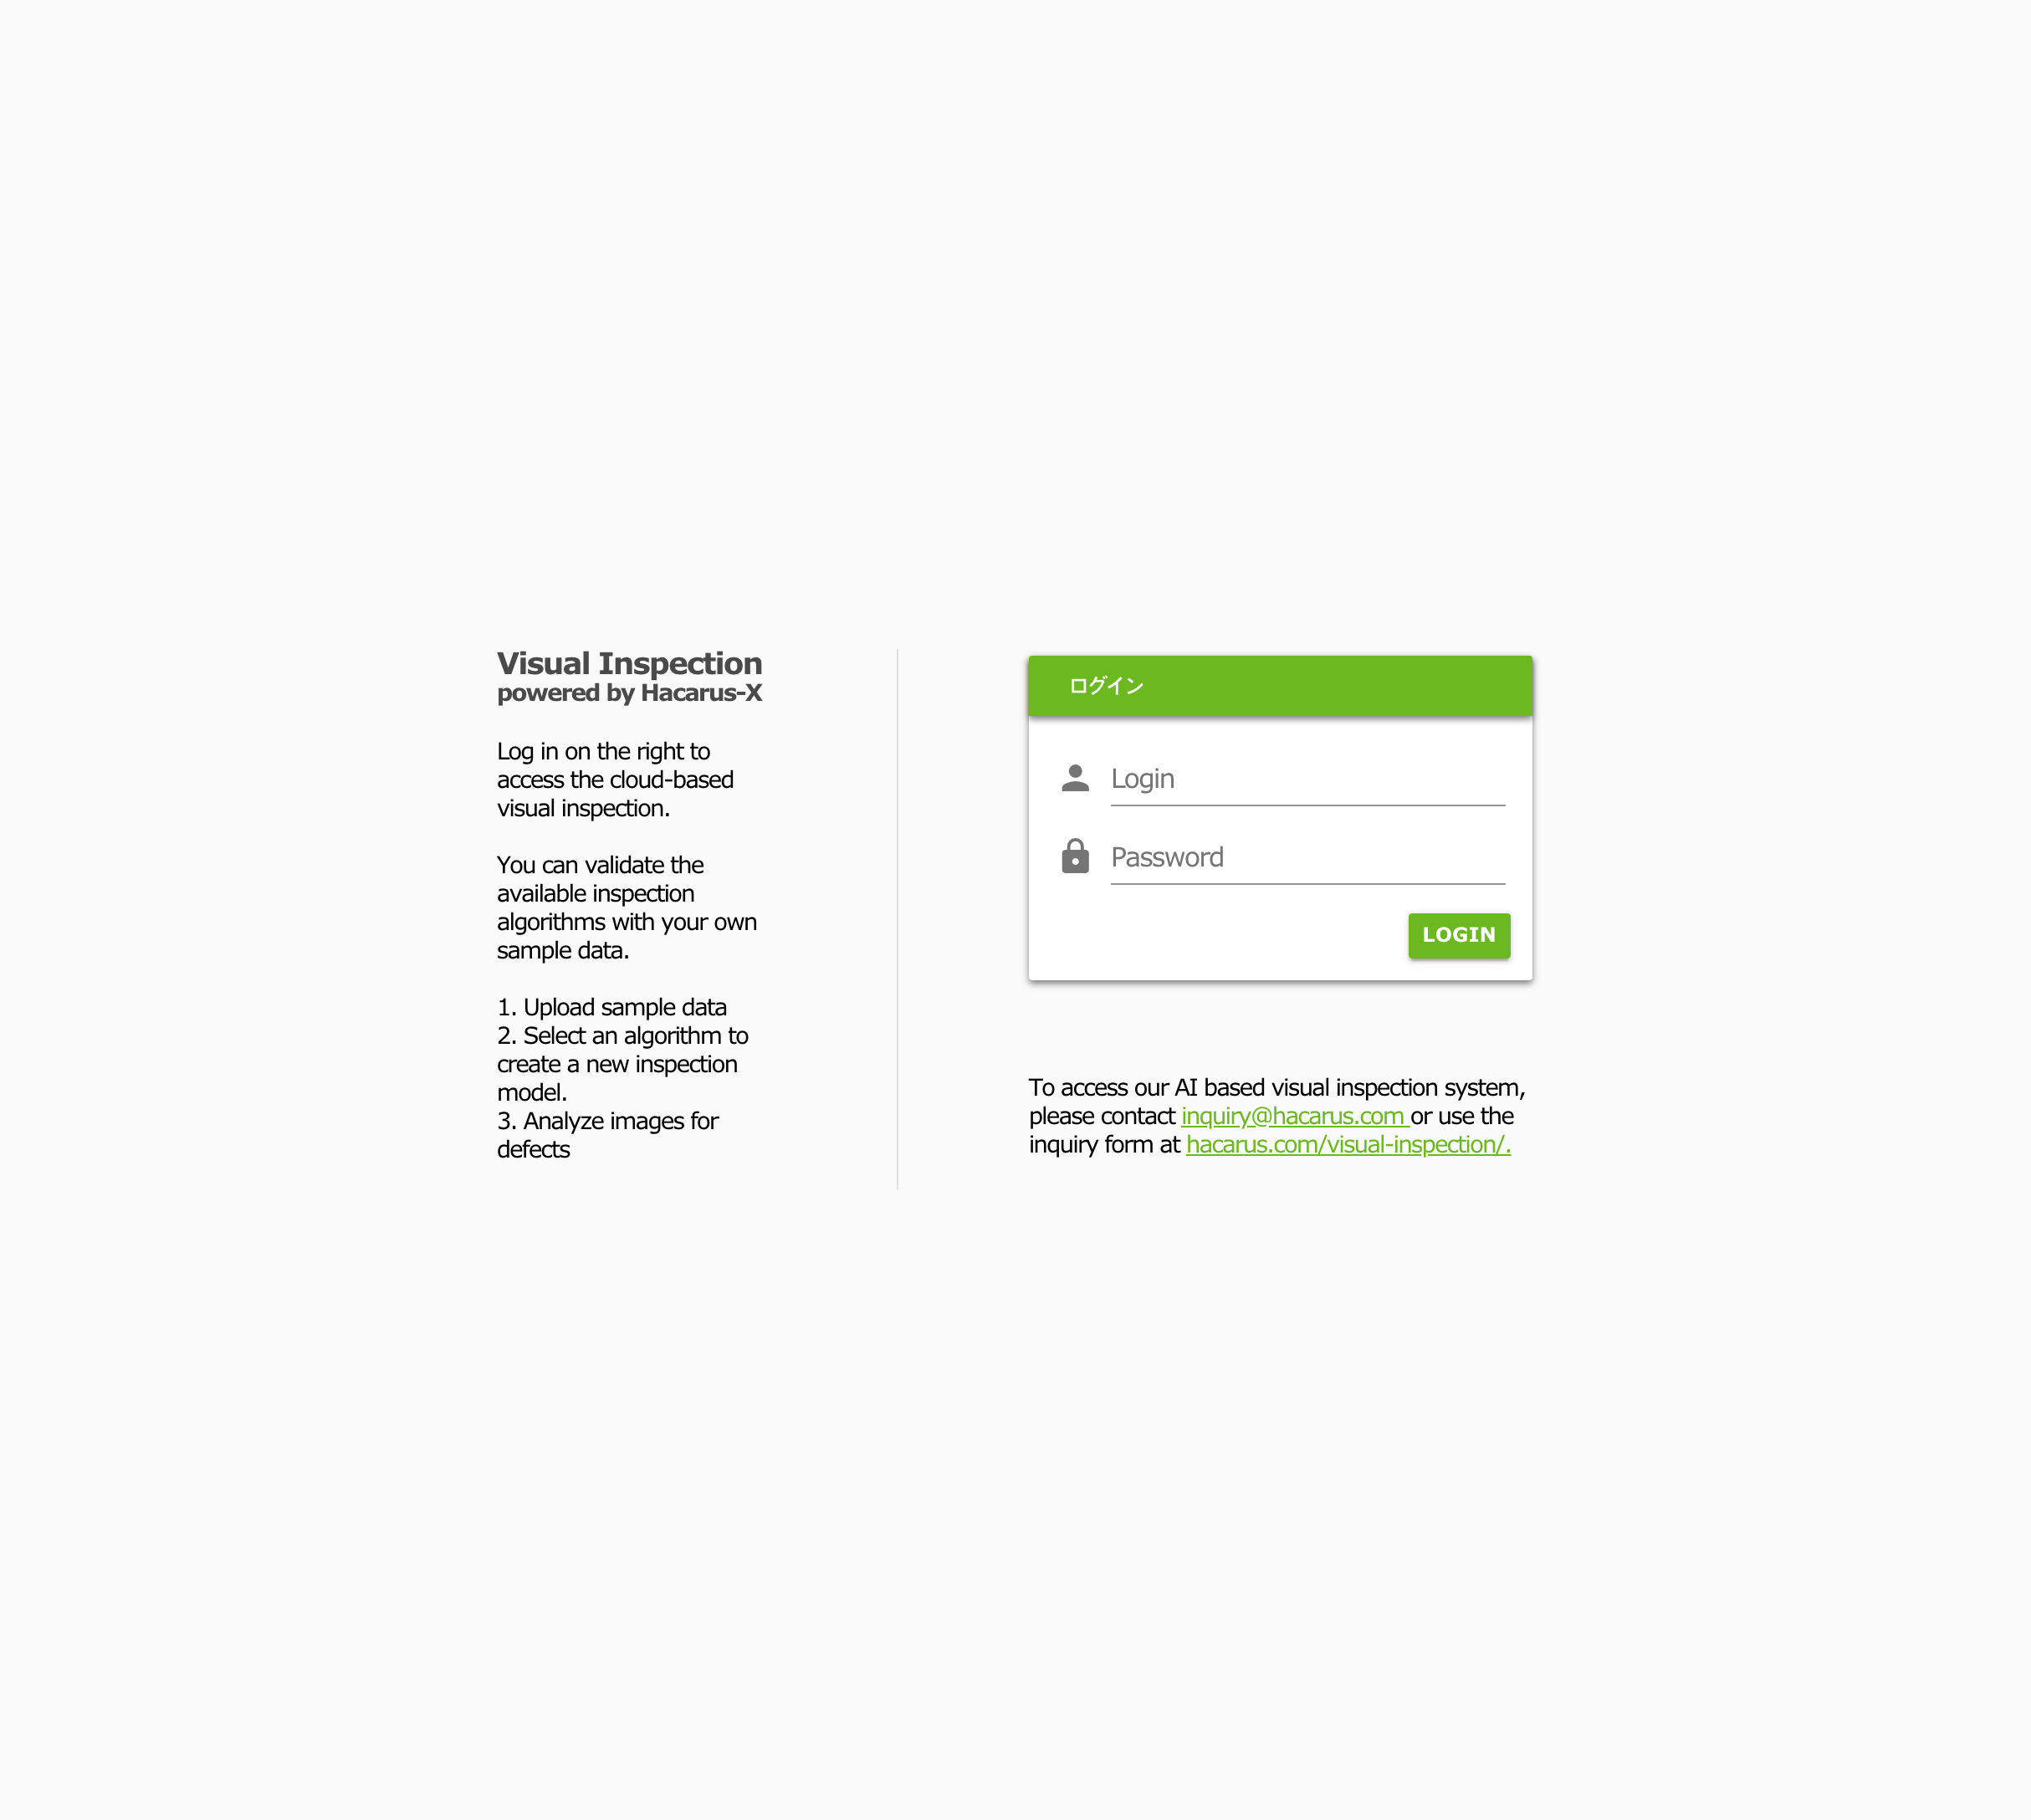 Visual Inspection
powered by Hacarus-X
Log in on the right to
access the cloud-based
visual inspection.
You can validate the
available inspection
algorithms with your own
sample data.
1. Upload sample data
2. Select an algorithm to
create a new inspection
model.
3. Analyze images for
defects
ログイン
Login
Password
LOGIN
To access our AI based visual inspection system,
please contact inquiry@hacarus.com or use the
inquiry form at hacarus.com/visual-inspection/.